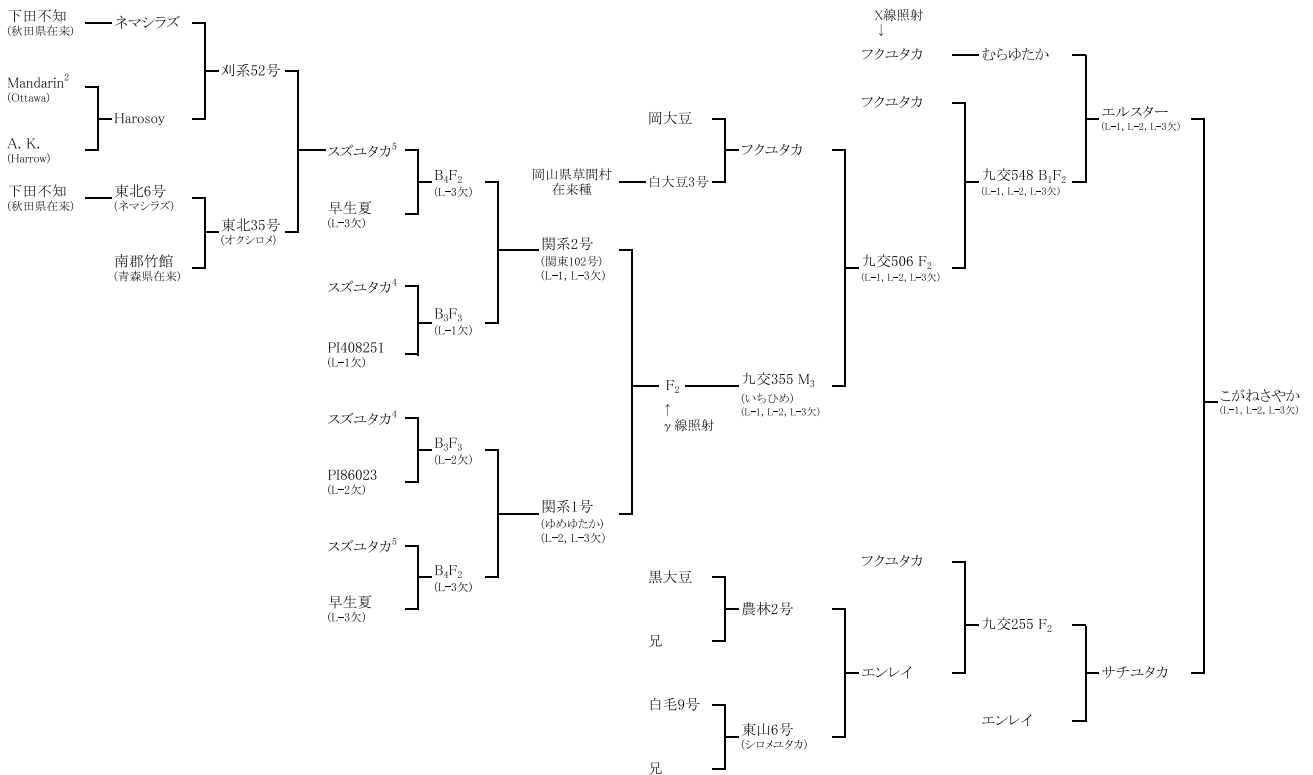 下田不知
(秋田県在来)
ネマシラズ
Mandarin²
(Ottawa)
A. K.
(Harrow)
Harosoy
刈系52号
下田不知
(秋田県在来)
東北6号
(ネマシラズ)
南郡竹館
(青森県在来)
東北35号
(オクシロメ)
スズユタカ⁵
早生夏
(L-3欠)
B₄F₂
(L-3欠)
スズユタカ⁴
PI408251
(L-1欠)
B₃F₃
(L-1欠)
関系2号
(関東102号)
(L-1, L-3欠)
スズユタカ⁴
PI86023
(L-2欠)
B₃F₃
(L-2欠)
スズユタカ⁵
早生夏
(L-3欠)
B₄F₂
(L-3欠)
関系1号
(ゆめゆたか)
(L-2, L-3欠)
F₂
↑
γ線照射
岡大豆
岡山県草間村
在来種
白大豆3号
フクユタカ
九交355 M₃
(いちひめ)
(L-1, L-2, L-3欠)
X線照射
↓
フクユタカ
むらゆたか
フクユタカ
九交506 F₂
(L-1, L-2, L-3欠)
九交548 B₁F₂
(L-1, L-2, L-3欠)
エルスター
(L-1, L-2, L-3欠)
黒大豆
兄
農林2号
白毛9号
兄
東山6号
(シロメユタカ)
エンレイ
フクユタカ
九交255 F₂
エンレイ
サチユタカ
こがねさやか
(L-1, L-2, L-3欠)